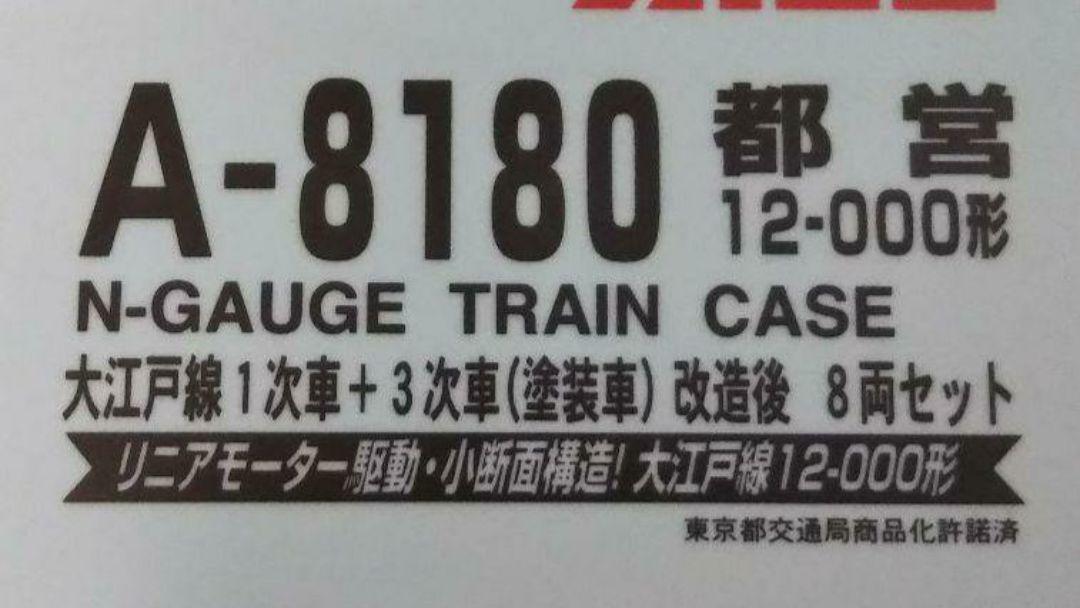 A-8180 都営
12-000形
N-GAUGE TRAIN CASE
大江戸線1次車+3次車(塗装車) 改造後 8両セット
リニアモーター駆動・小断面構造! 大江戸線12-000形
東京都交通局商品化許諾済